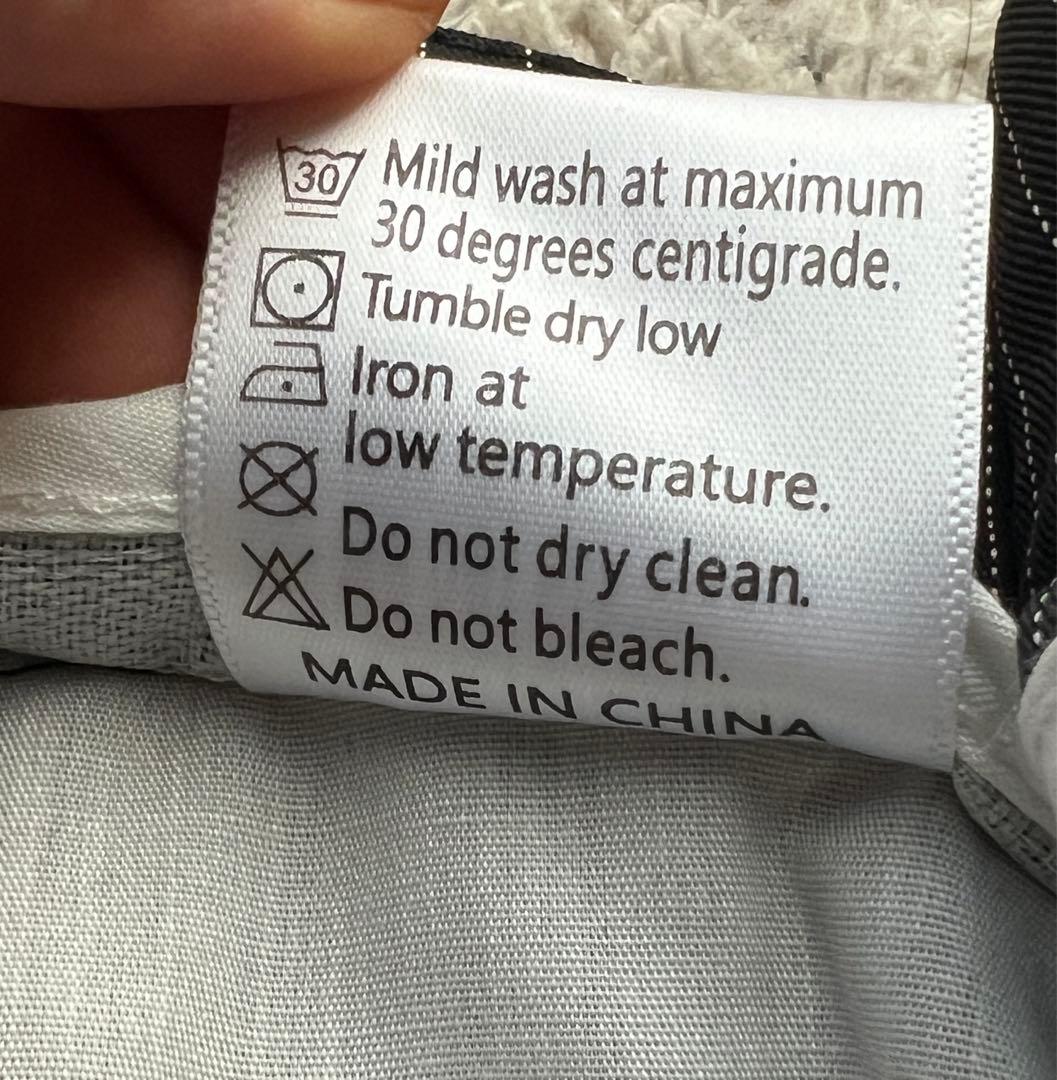 30 Mild wash at maximum
30 degrees centigrade.
Tumble dry low
Iron at
low temperature.
Do not dry clean.
Do not bleach.
MADE IN CHINA